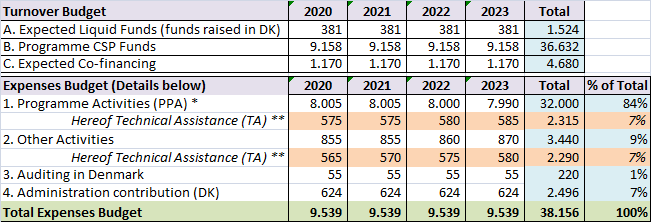 Turnover Budget 2020 2021 2022 2023 Total
A. Expected Liquid Funds (funds raised in DK) 381 381 381 381 1.524
B. Programme CSP Funds 9.158 9.158 9.158 9.158 36.632
C. Expected Co-financing 1.170 1.170 1.170 1.170 4.680
Expenses Budget (Details below) 2020 2021 2022 2023 Total % of Total
1. Programme Activities (PPA) * 8.005 8.005 8.000 7.990 32.000 84%
Hereof Technical Assistance (TA) ** 575 575 580 585 2.315 7%
2. Other Activities 855 855 860 870 3.440 9%
Hereof Technical Assistance (TA) ** 565 570 575 580 2.290 7%
3. Auditing in Denmark 55 55 55 55 220 1%
4. Administration contribution (DK) 624 624 624 624 2.496 7%
Total Expenses Budget 9.539 9.539 9.539 9.539 38.156 100%